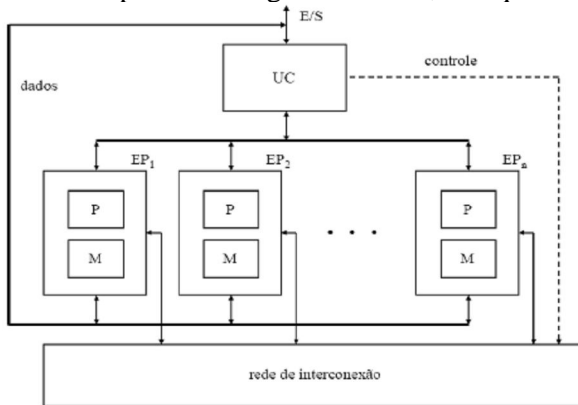 E/S
controle
dados
UC
EP1
EP2
EPn
P
P
P
M
M
. . .
M
rede de interconexão